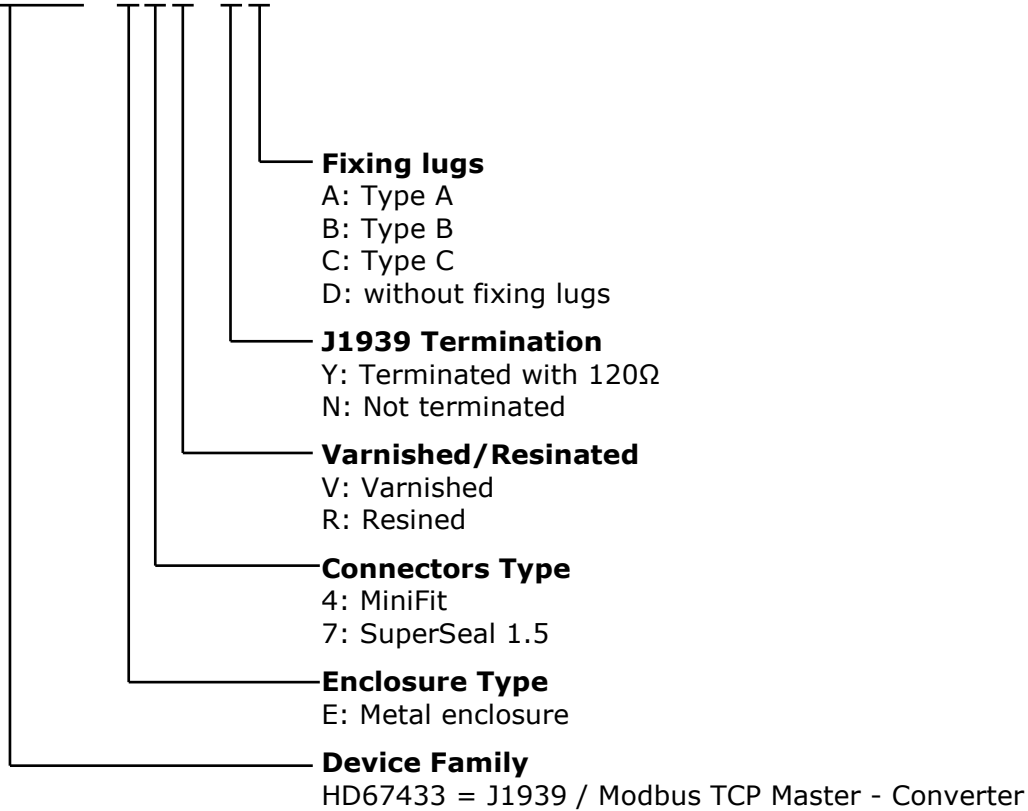 Fixing lugs
A: Type A
B: Type B
C: Type C
D: without fixing lugs
J1939 Termination
Y: Terminated with 120Ω
N: Not terminated
Varnished/Resinated
V: Varnished
R: Resined
Connectors Type
4: MiniFit
7: SuperSeal 1.5
Enclosure Type
E: Metal enclosure
Device Family
HD67433 = J1939 / Modbus TCP Master - Converter